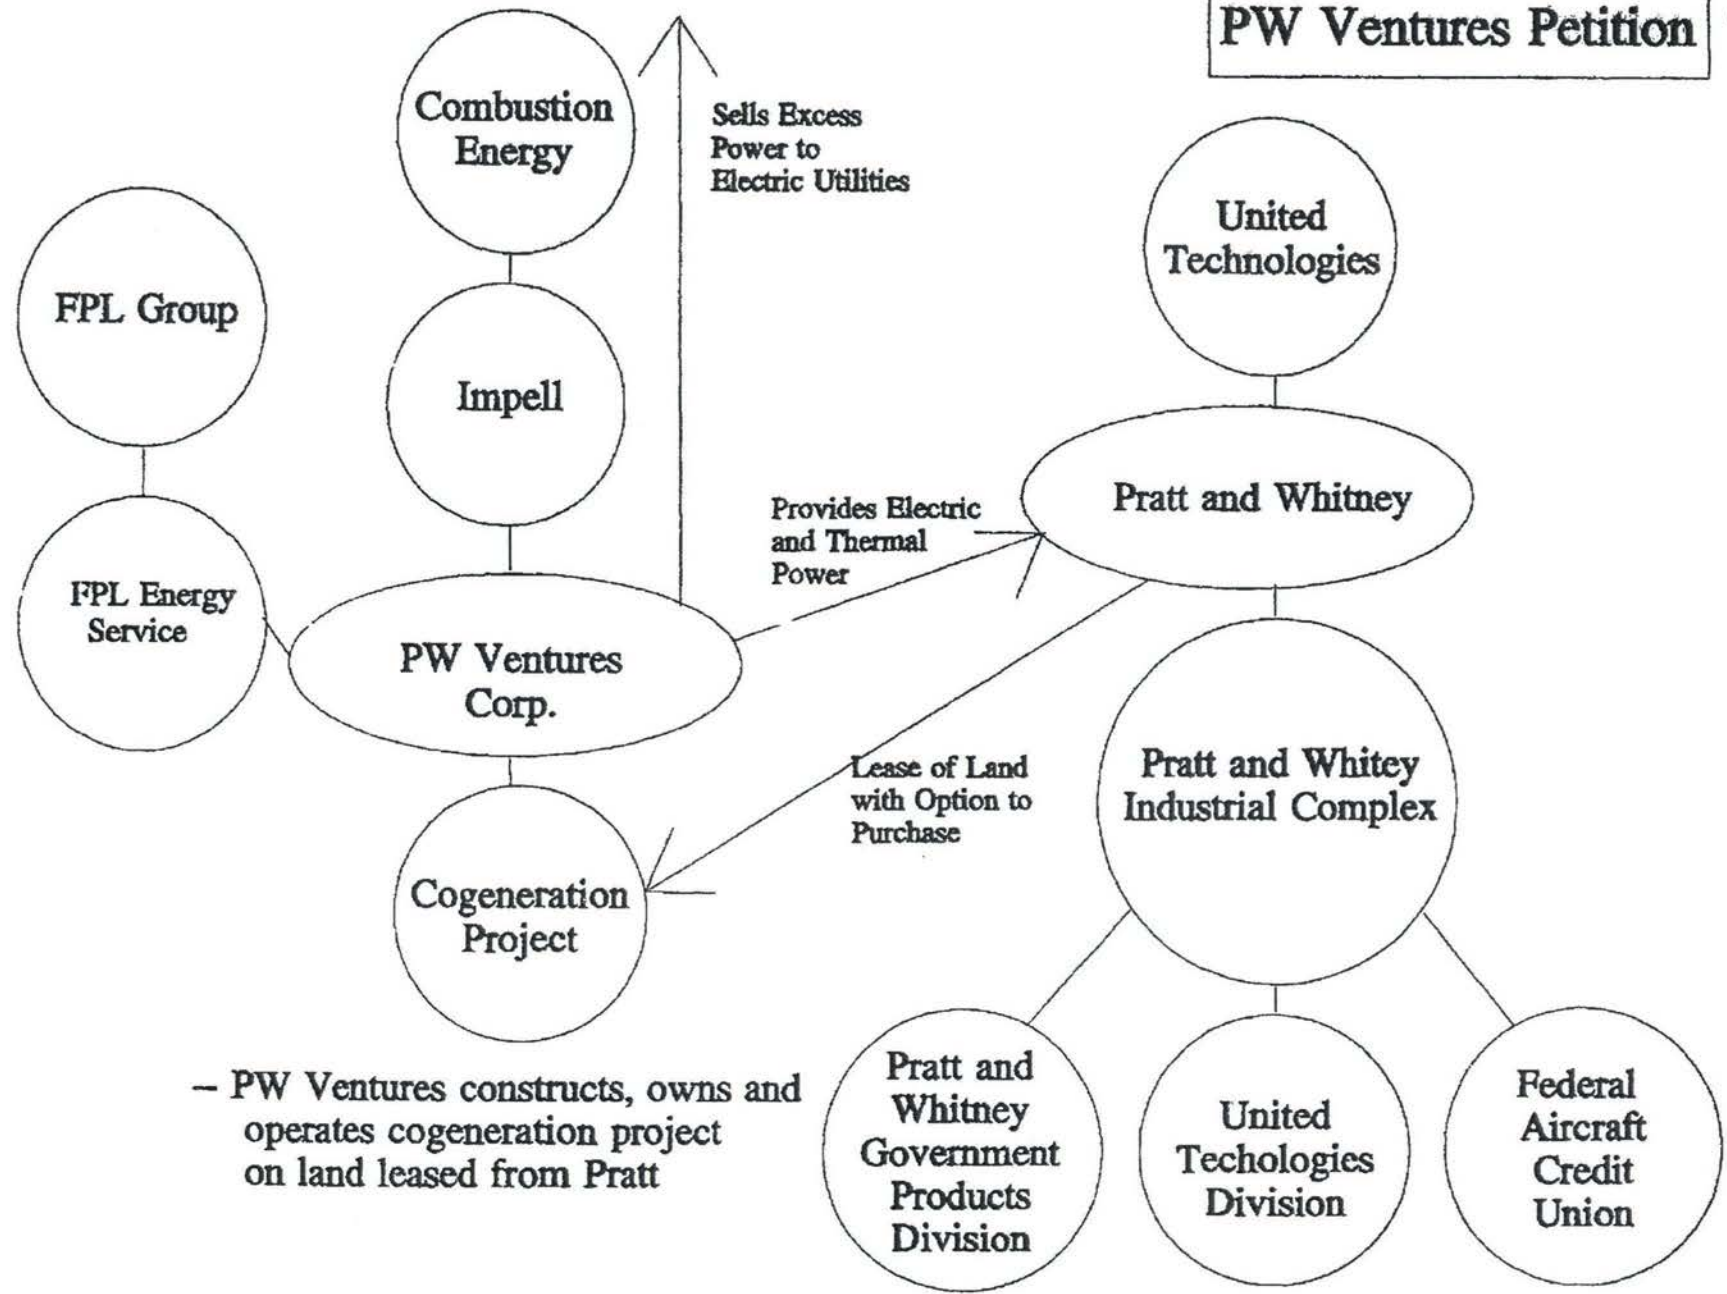 PW Ventures Petition
Combustion
Energy
Sells Excess
Power to
Electric Utilities
United
Technologies
FPL Group
Impell
Pratt and Whitney
Provides Electric
and Thermal
Power
FPL Energy
Service
PW Ventures
Corp.
Lease of Land
with Option to
Purchase
Pratt and Whitey
Industrial Complex
Cogeneration
Project
– PW Ventures constructs, owns and
operates cogeneration project
on land leased from Pratt
Pratt and
Whitney
Government
Products
Division
United
Techologies
Division
Federal
Aircraft
Credit
Union